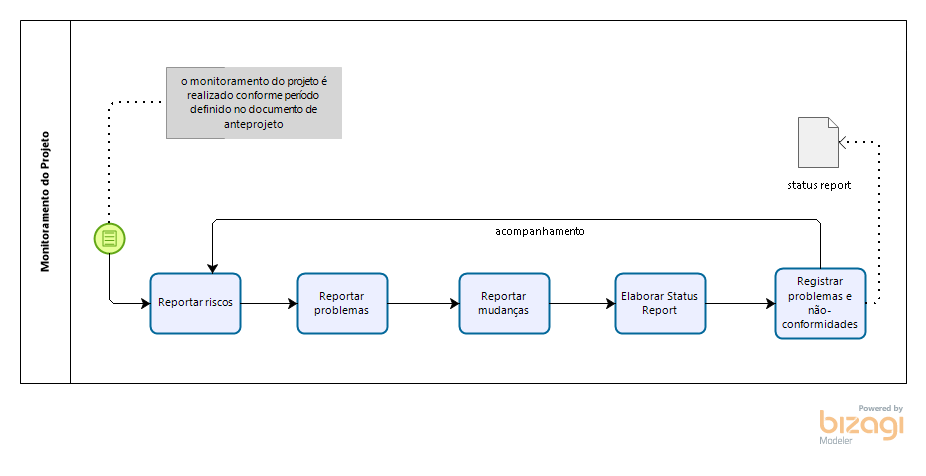 Monitoramento do Projeto
o monitoramento do projeto é
realizado conforme período
definido no documento de
anteprojeto
status report
acompanhamento
Reportar riscos
Reportar
problemas
Reportar
mudanças
Elaborar Status
Report
Registrar
problemas e
não-
conformidades
Powered by
bizagi
Modeler